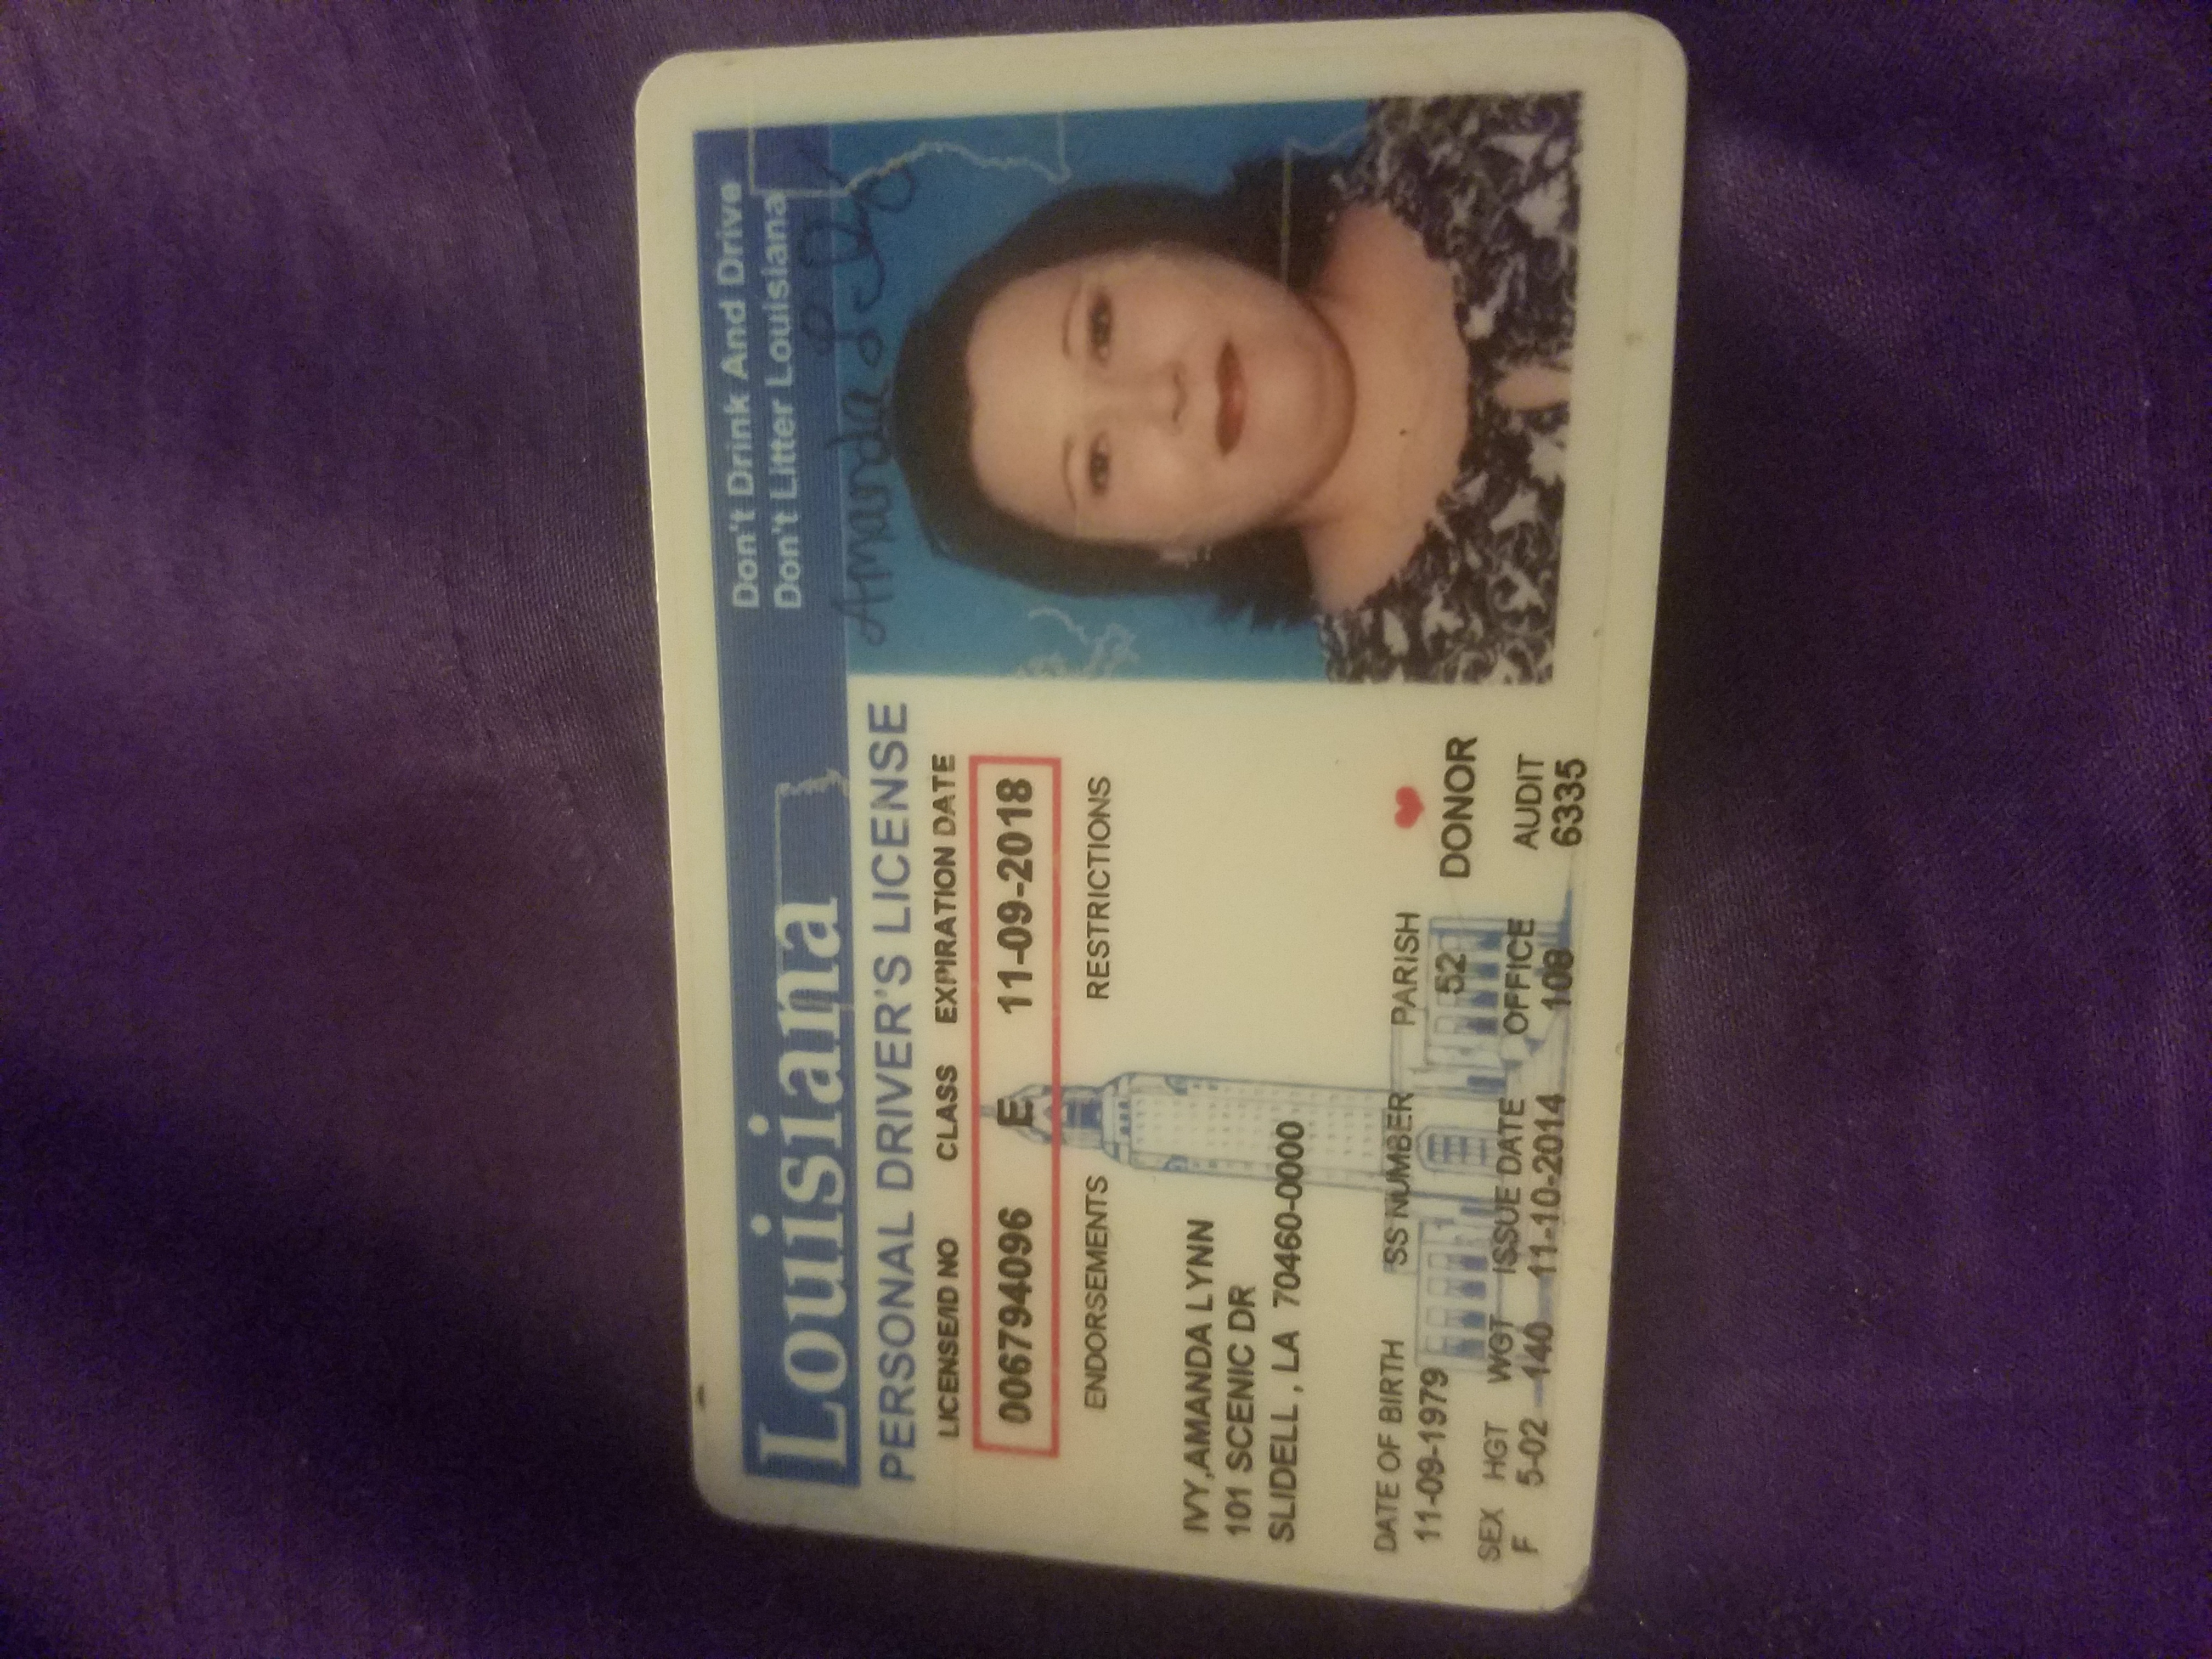 Louisiana
Don't Drink And Drive
Don't Litter Louisiana
Amanda L Ivy
PERSONAL DRIVER'S LICENSE
LICENSE/ID NO CLASS EXPIRATION DATE
006794096 E 11-09-2018
ENDORSEMENTS RESTRICTIONS
IVY,AMANDA LYNN
101 SCENIC DR
SLIDELL , LA 70460-0000
DATE OF BIRTH SS NUMBER PARISH
11-09-1979 52 DONOR
SEX HGT WGT ISSUE DATE OFFICE AUDIT
F 5-02 140 11-10-2014 108 6335